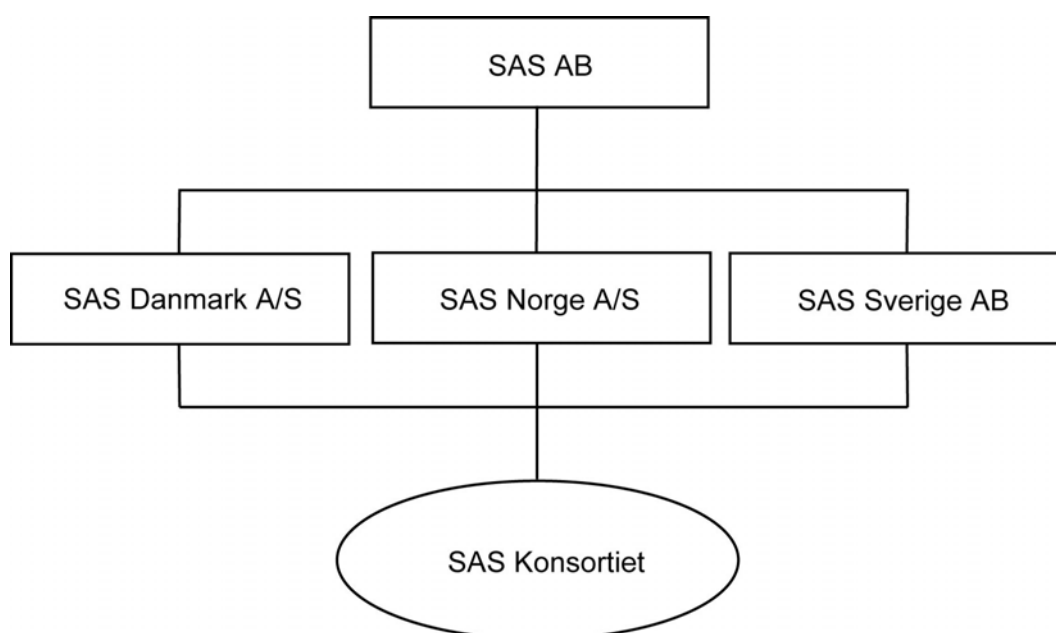 SAS AB
SAS Danmark A/S
SAS Norge A/S
SAS Sverige AB
SAS Konsortiet